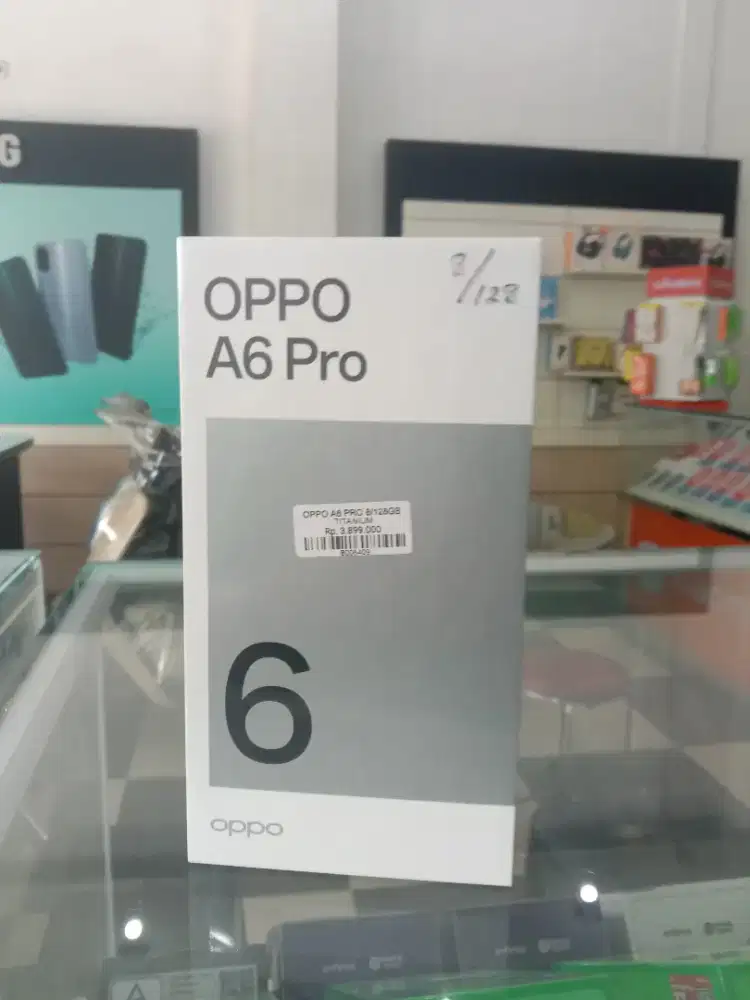 G
OPPO
A6 Pro
8/128
OPPO A6 PRO 8/128GB
TITANIUM
Rp. 3,899,000
6
oppo